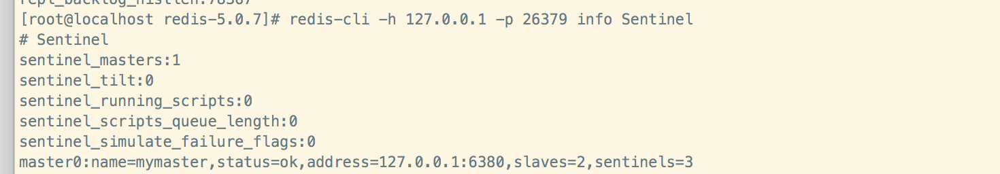 repl_backlog_histlen:78567
[root@localhost redis-5.0.7]# redis-cli -h 127.0.0.1 -p 26379 info Sentinel
# Sentinel
sentinel_masters:1
sentinel_tilt:0
sentinel_running_scripts:0
sentinel_scripts_queue_length:0
sentinel_simulate_failure_flags:0
master0:name=mymaster,status=ok,address=127.0.0.1:6380,slaves=2,sentinels=3